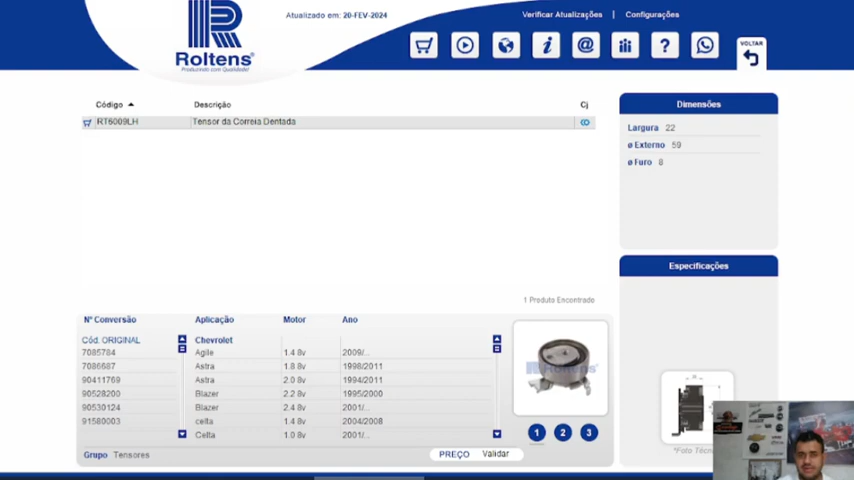 Atualizado em: 20-FEV-2024
Verificar Atualizações | Configurações
Roltens®
Produzindo com Qualidade!
VOLTAR
Código Descrição Cj
RT6009LH Tensor da Correia Dentada
Dimensões
Largura 22
ø Externo 59
ø Furo 8
Especificações
1 Produto Encontrado
Nº Conversão Aplicação Motor Ano
Cód. ORIGINAL Chevrolet
7085784 Agile 1.4 8v 2009/..
7086687 Astra 1.8 8v 1998/2011
90411769 Astra 2.0 8v 1994/2011
90528200 Blazer 2.2 8v 1995/2000
90530124 Blazer 2.4 8v 2001/..
91580003 celta 1.4 8v 2004/2008
Celta 1.0 8v 2001/..
Roltens
1 2 3
Grupo Tensores
PREÇO Validar
*Foto Técn